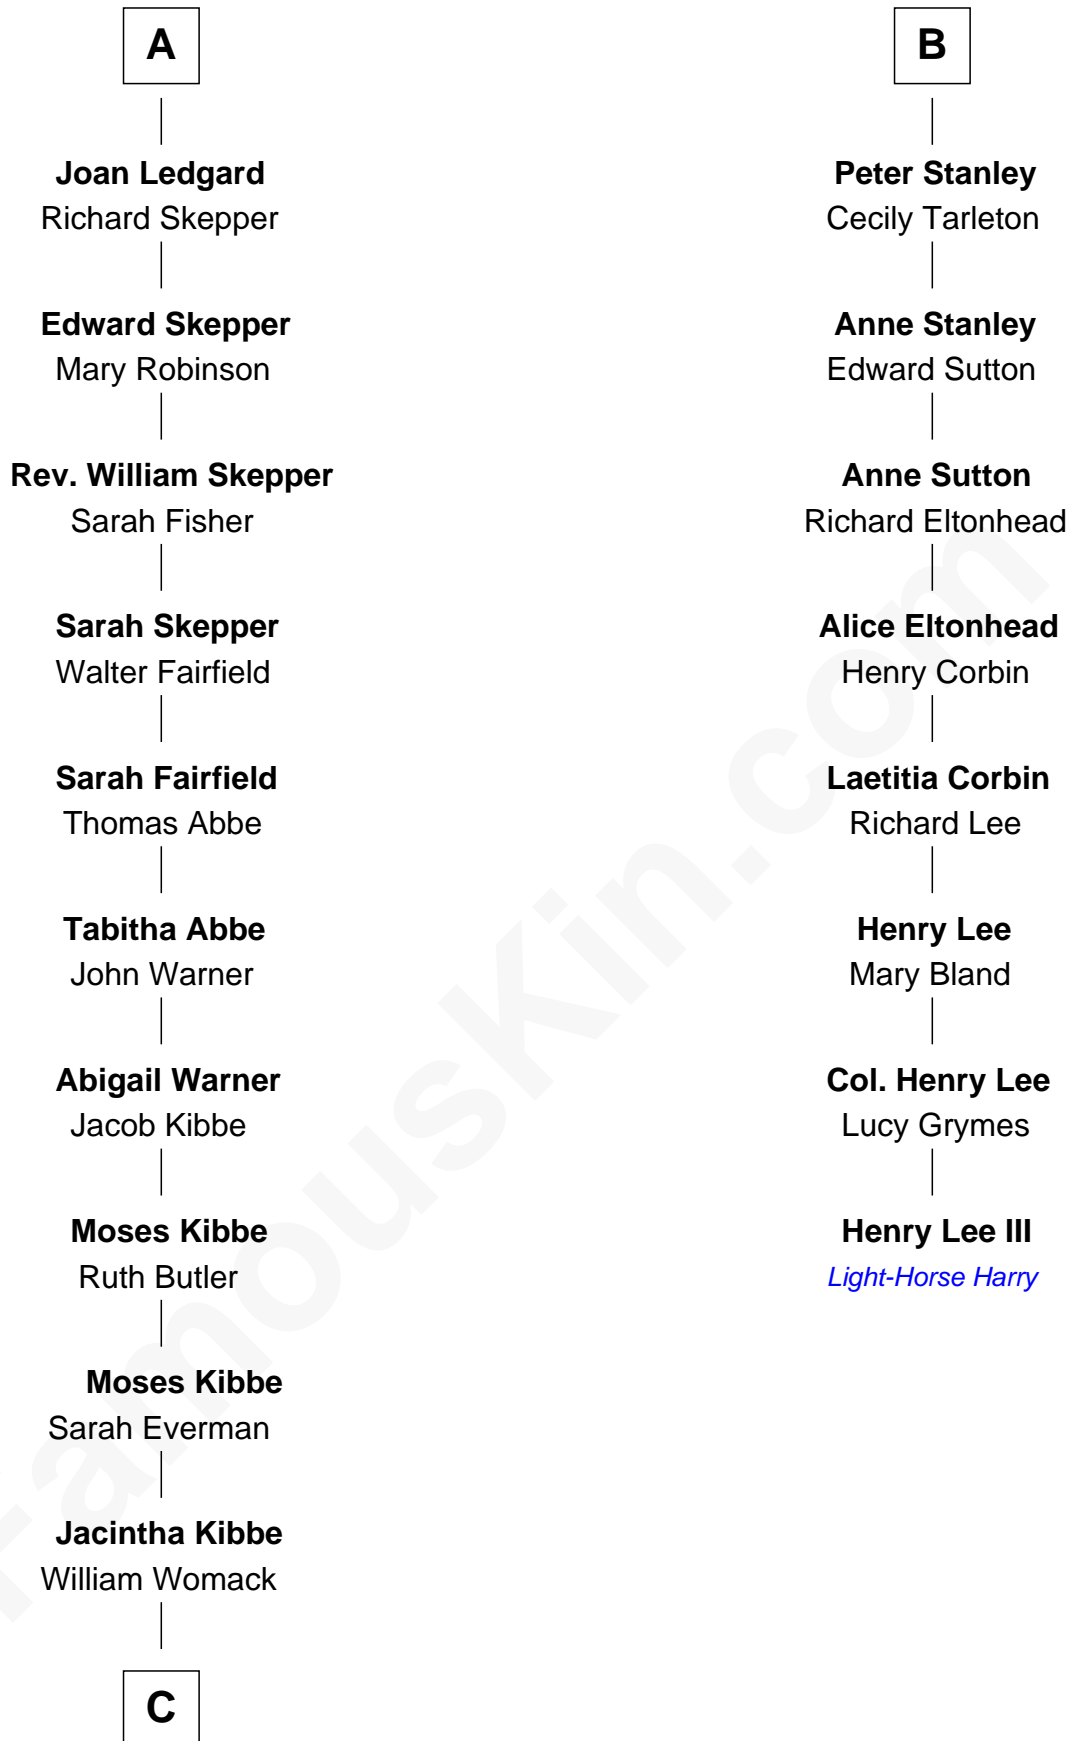 A
Joan Ledgard
Richard Skepper
Edward Skepper
Mary Robinson
Rev. William Skepper
Sarah Fisher
Sarah Skepper
Walter Fairfield
Sarah Fairfield
Thomas Abbe
Tabitha Abbe
John Warner
Abigail Warner
Jacob Kibbe
Moses Kibbe
Ruth Butler
Moses Kibbe
Sarah Everman
Jacintha Kibbe
William Womack
C
B
Peter Stanley
Cecily Tarleton
Anne Stanley
Edward Sutton
Anne Sutton
Richard Eltonhead
Alice Eltonhead
Henry Corbin
Laetitia Corbin
Richard Lee
Henry Lee
Mary Bland
Col. Henry Lee
Lucy Grymes
Henry Lee III
Light-Horse Harry
FamousKin.com